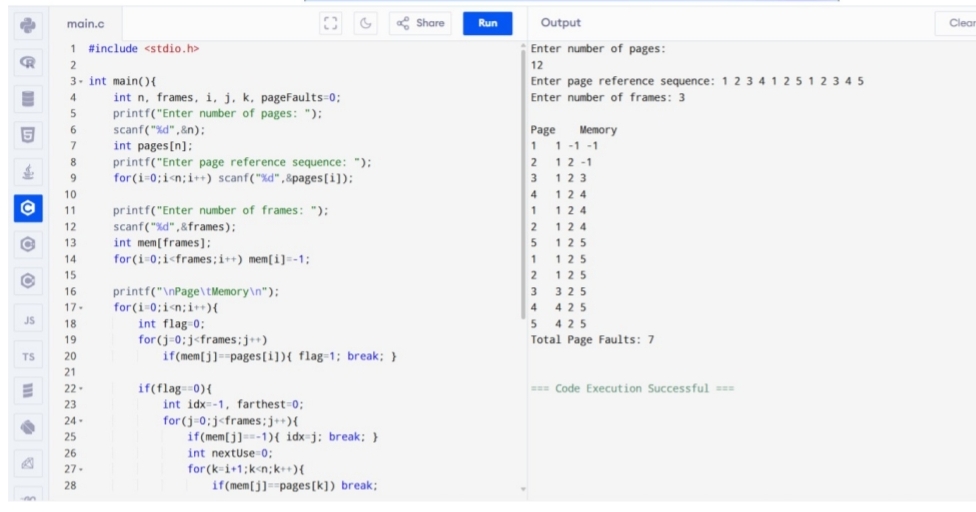 main.c
Share
Run
Output
Clear
1 #include <stdio.h>
2
3 int main(){
4     int n, frames, i, j, k, pageFaults=0;
5     printf("Enter number of pages: ");
6     scanf("%d",&n);
7     int pages[n];
8     printf("Enter page reference sequence: ");
9     for(i=0;i<n;i++) scanf("%d",&pages[i]);
10
11     printf("Enter number of frames: ");
12     scanf("%d",&frames);
13     int mem[frames];
14     for(i=0;i<frames;i++) mem[i]=-1;
15
16     printf("\nPage\tMemory\n");
17     for(i=0;i<n;i++){
18         int flag=0;
19         for(j=0;j<frames;j++)
20             if(mem[j]==pages[i]){ flag=1; break; }
21
22         if(flag==0){
23             int idx=-1, farthest=0;
24             for(j=0;j<frames;j++){
25                 if(mem[j]==-1){ idx=j; break; }
26                 int nextUse=0;
27                 for(k=i+1;k<n;k++){
28                     if(mem[j]==pages[k]) break;
Enter number of pages:
12
Enter page reference sequence: 1 2 3 4 1 2 5 1 2 3 4 5
Enter number of frames: 3
Page Memory
1 1 -1 -1
2 1 2 -1
3 1 2 3
4 1 2 4
1 1 2 4
2 1 2 4
5 1 2 5
1 1 2 5
2 1 2 5
3 3 2 5
4 4 2 5
5 4 2 5
Total Page Faults: 7
=== Code Execution Successful ===
JS
TS